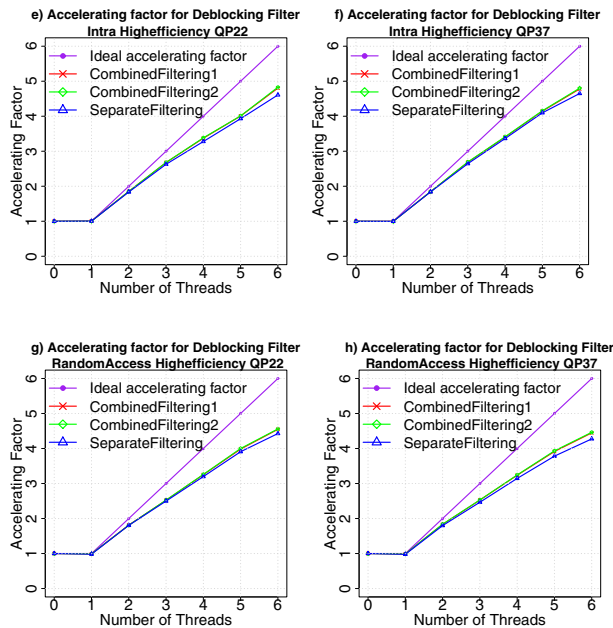 e) Accelerating factor for Deblocking Filter
Intra Highefficiency QP22
Ideal accelerating factor
CombinedFiltering1
CombinedFiltering2
SeparateFiltering
Accelerating Factor
6
5
4
3
2
1
0
0 1 2 3 4 5 6
Number of Threads
f) Accelerating factor for Deblocking Filter
Intra Highefficiency QP37
Ideal accelerating factor
CombinedFiltering1
CombinedFiltering2
SeparateFiltering
Accelerating Factor
6
5
4
3
2
1
0
0 1 2 3 4 5 6
Number of Threads
g) Accelerating factor for Deblocking Filter
RandomAccess Highefficiency QP22
Ideal accelerating factor
CombinedFiltering1
CombinedFiltering2
SeparateFiltering
Accelerating Factor
6
5
4
3
2
1
0
0 1 2 3 4 5 6
Number of Threads
h) Accelerating factor for Deblocking Filter
RandomAccess Highefficiency QP37
Ideal accelerating factor
CombinedFiltering1
CombinedFiltering2
SeparateFiltering
Accelerating Factor
6
5
4
3
2
1
0
0 1 2 3 4 5 6
Number of Threads